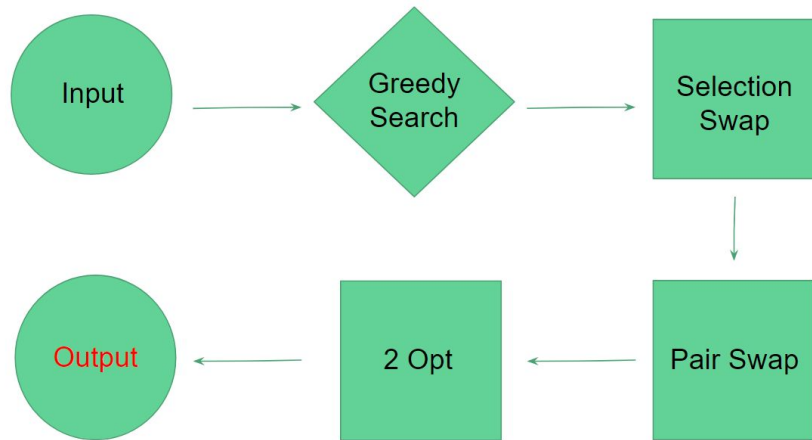 Input
Greedy
Search
Selection
Swap
Output
2 Opt
Pair Swap